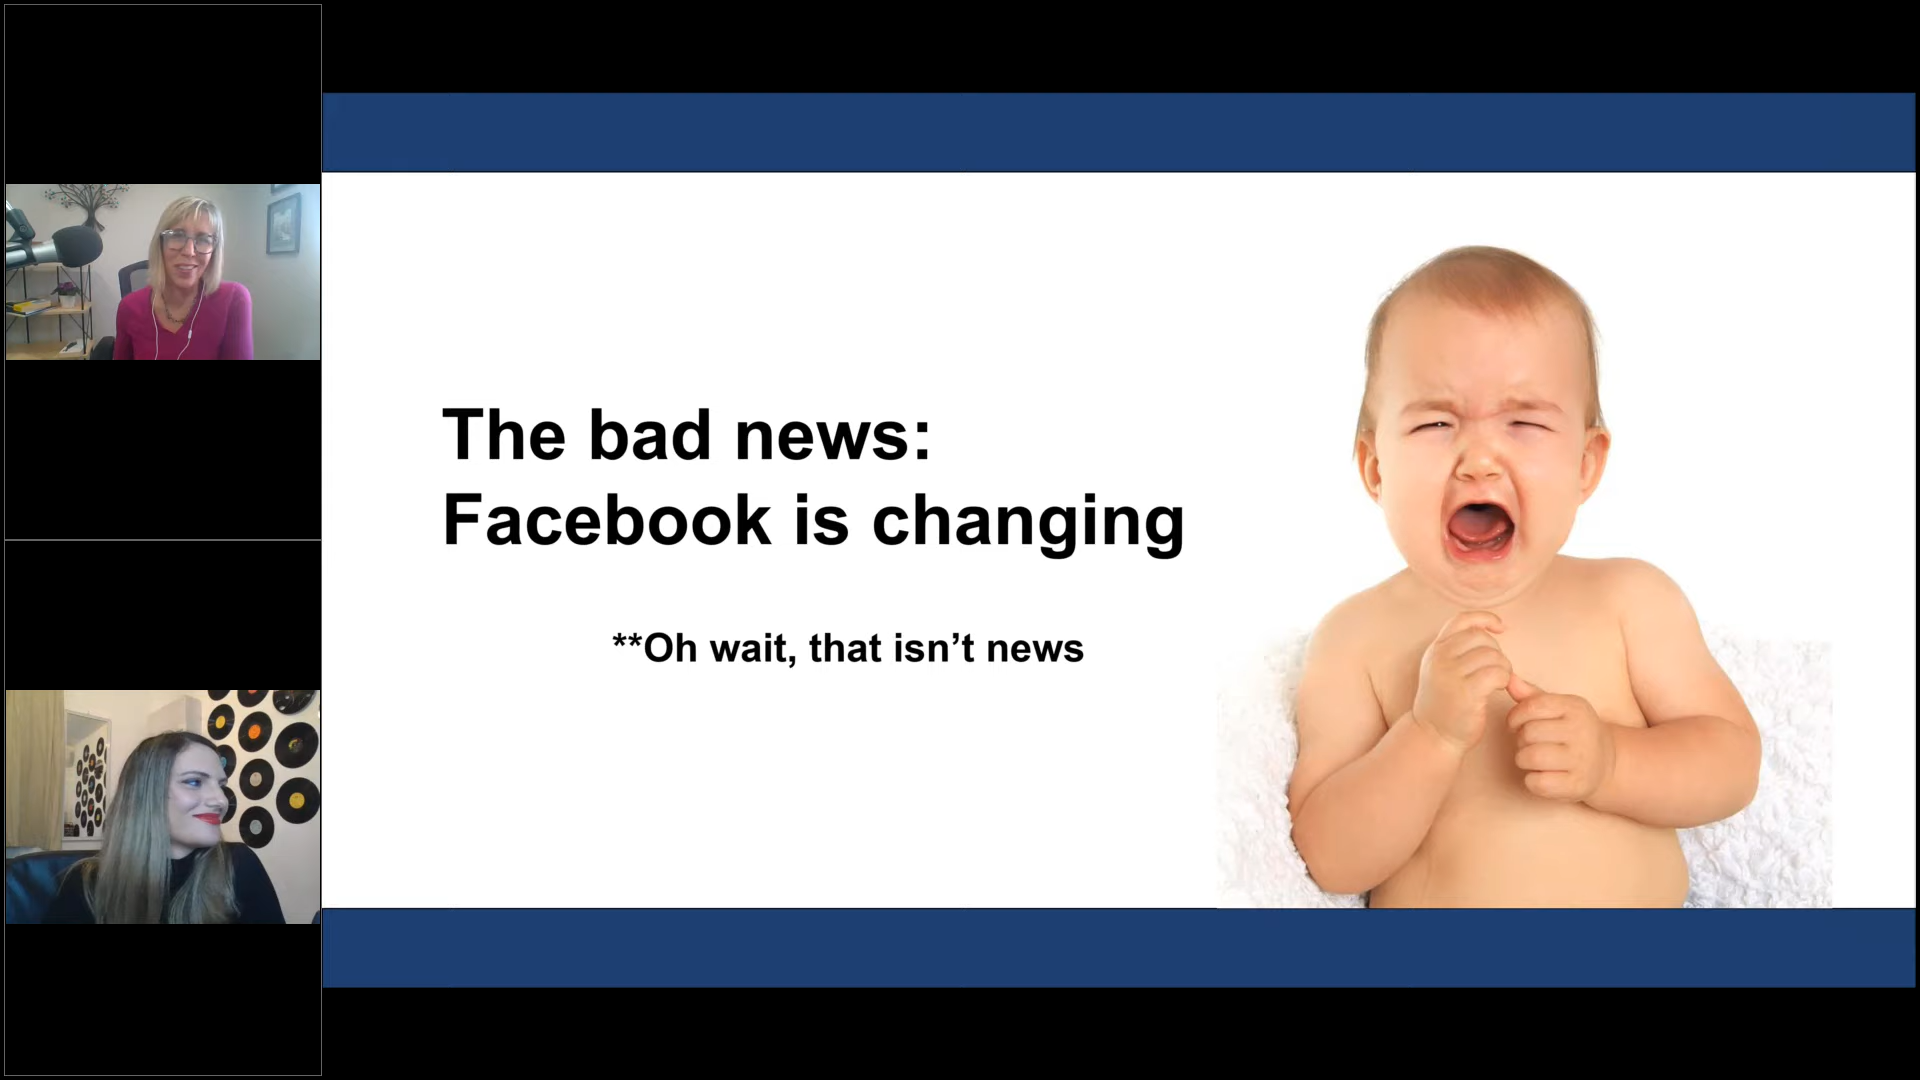 The bad news:
Facebook is changing
**Oh wait, that isn’t news